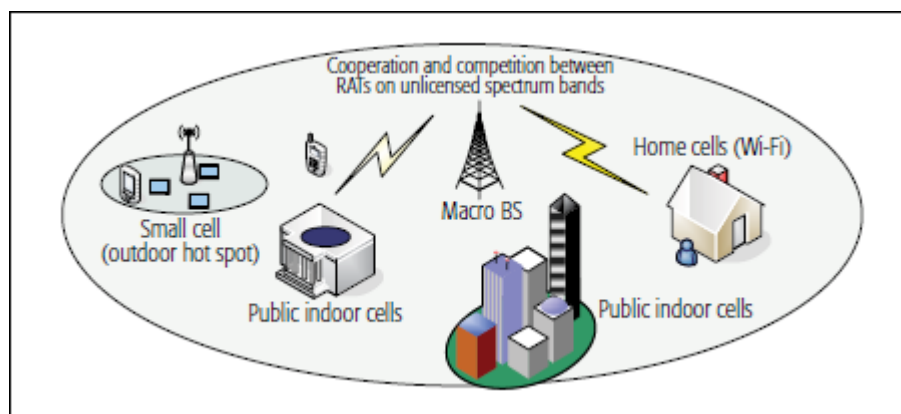 Cooperation and competition between
RATs on unlicensed spectrum bands
Home cells (Wi-Fi)
Macro BS
Small cell
(outdoor hot spot)
Public indoor cells
Public indoor cells